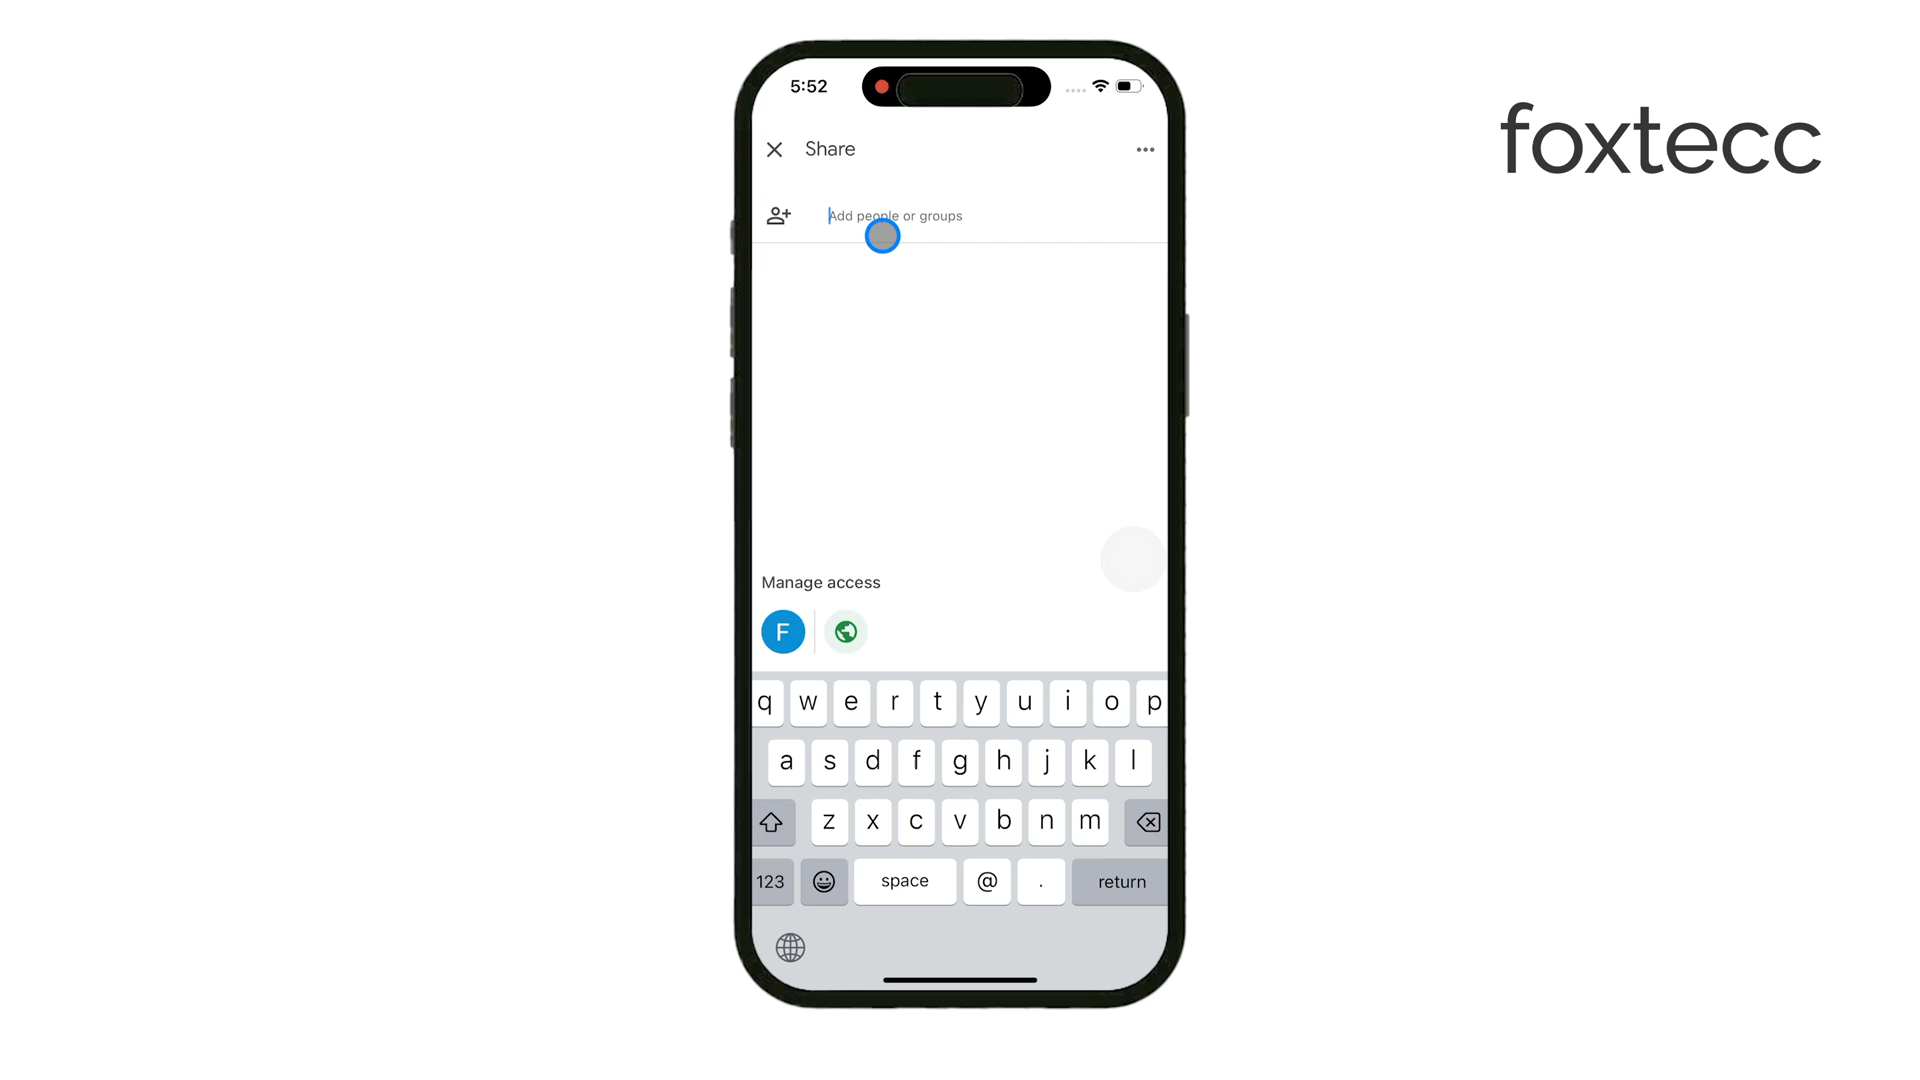 5:52
foxtecc
Share
Add people or groups
Manage access
F
q w e r t y u i o p
a s d f g h j k l
z x c v b n m
123 space @ . return